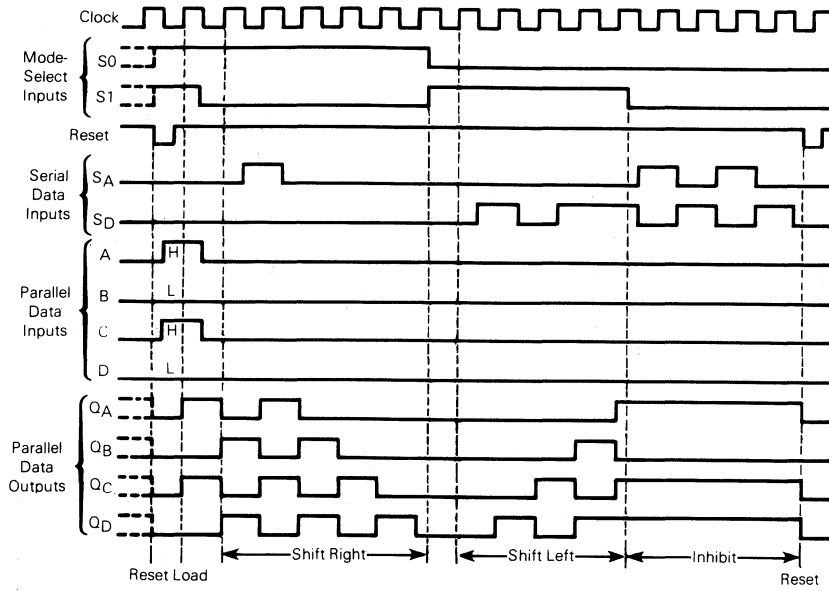 Clock
Mode-
Select
Inputs
S0
S1
Reset
Serial
Data
Inputs
SA
SD
Parallel
Data
Inputs
A H
B L
C H
D L
Parallel
Data
Outputs
QA
QB
QC
QD
Shift Right
Shift Left
Inhibit
Reset Load
Reset